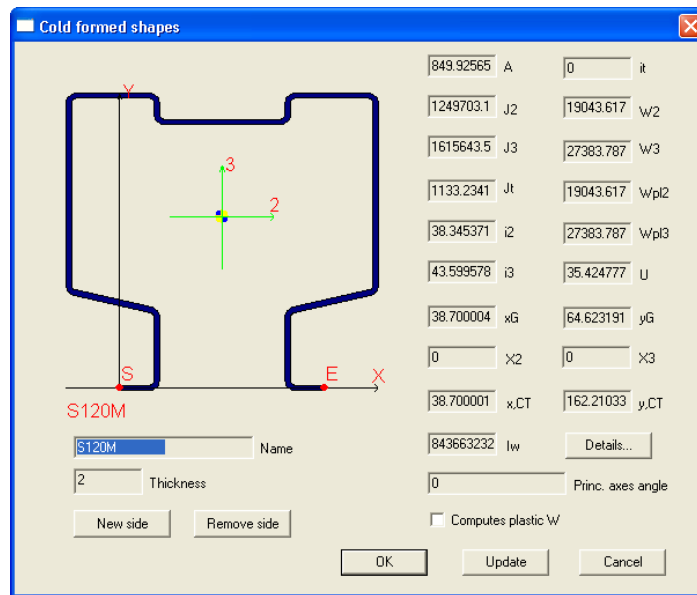 Cold formed shapes
849.92565 A 0 it
1249703.1 J2 19043.617 W2
1615643.5 J3 27383.787 W3
1133.2341 Jt 19043.617 Wpl2
38.345371 i2 27383.787 Wpl3
43.599578 i3 35.424777 U
38.700004 xG 64.623191 yG
0 X2 0 X3
38.700001 x,CT 162.21033 y,CT
843663232 Iw Details...
0 Princ. axes angle
Computes plastic W
Y
3
2
S E X
S120M
S120M Name
2 Thickness
New side Remove side
OK Update Cancel